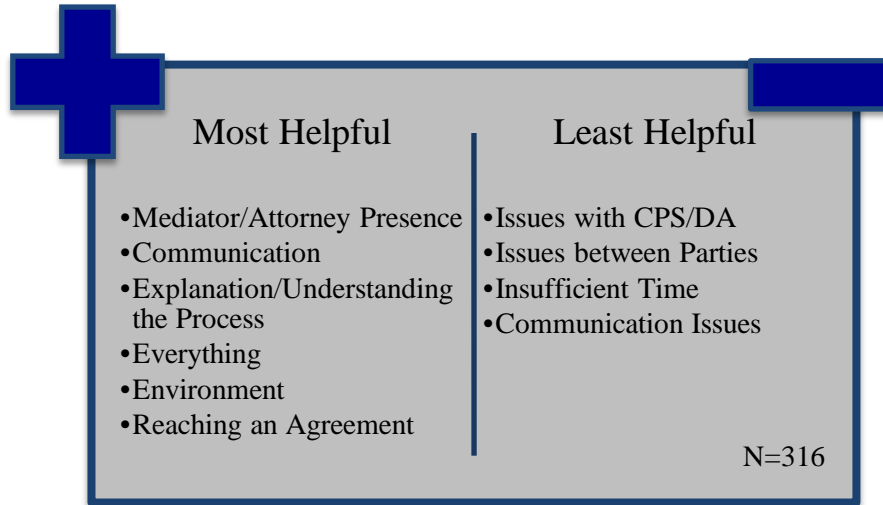 Most Helpful
•Mediator/Attorney Presence
•Communication
•Explanation/Understanding
the Process
•Everything
•Environment
•Reaching an Agreement
Least Helpful
•Issues with CPS/DA
•Issues between Parties
•Insufficient Time
•Communication Issues
N=316